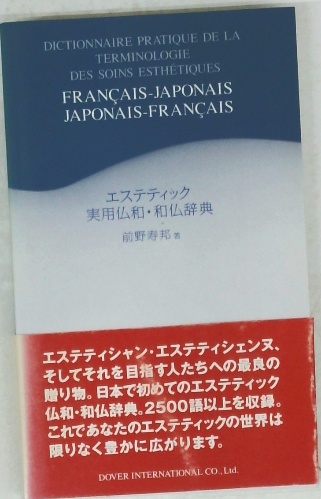 DICTIONNAIRE PRATIQUE DE LA
TERMINOLOGIE
DES SOINS ESTHÉTIQUES
FRANÇAIS-JAPONAIS
JAPONAIS-FRANÇAIS
エステティック
実用仏和・和仏辞典
前野寿邦 著
エステティシャン・エステティシェンヌ、
そしてそれを目指す人たちへの最良の
贈り物。日本で初めてのエステティック
仏和・和仏辞典。2500語以上を収録。
これであなたのエステティックの世界は
限りなく豊かに広がります。
DOVER INTERNATIONAL CO., Ltd.